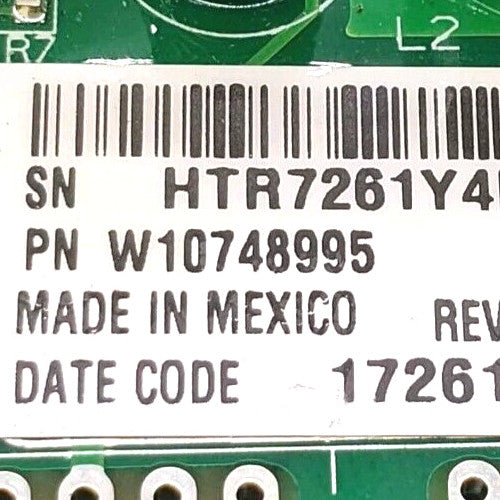 R7
L2
SN HTR7261Y4
PN W10748995
MADE IN MEXICO REV
DATE CODE 17261